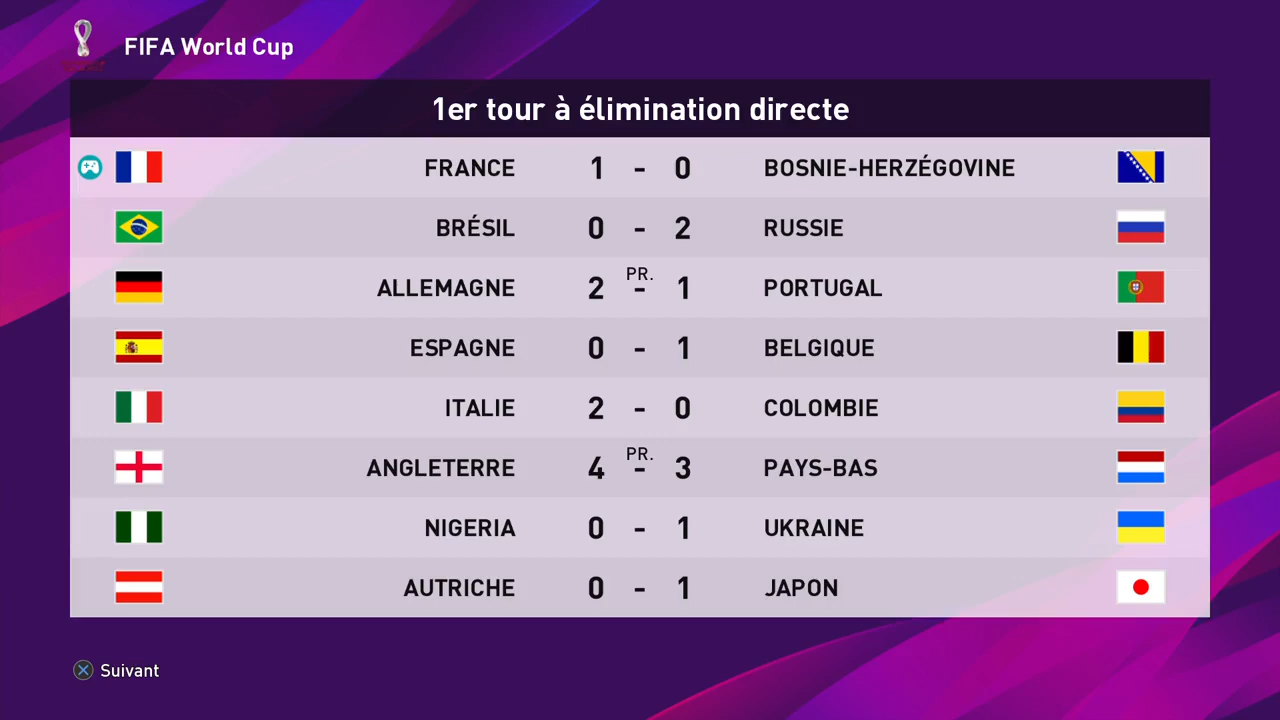 FIFA World Cup
1er tour à élimination directe
FRANCE 1 - 0 BOSNIE-HERZÉGOVINE
BRÉSIL 0 - 2 RUSSIE
PR.
ALLEMAGNE 2 - 1 PORTUGAL
ESPAGNE 0 - 1 BELGIQUE
ITALIE 2 - 0 COLOMBIE
PR.
ANGLETERRE 4 - 3 PAYS-BAS
NIGERIA 0 - 1 UKRAINE
AUTRICHE 0 - 1 JAPON
Suivant